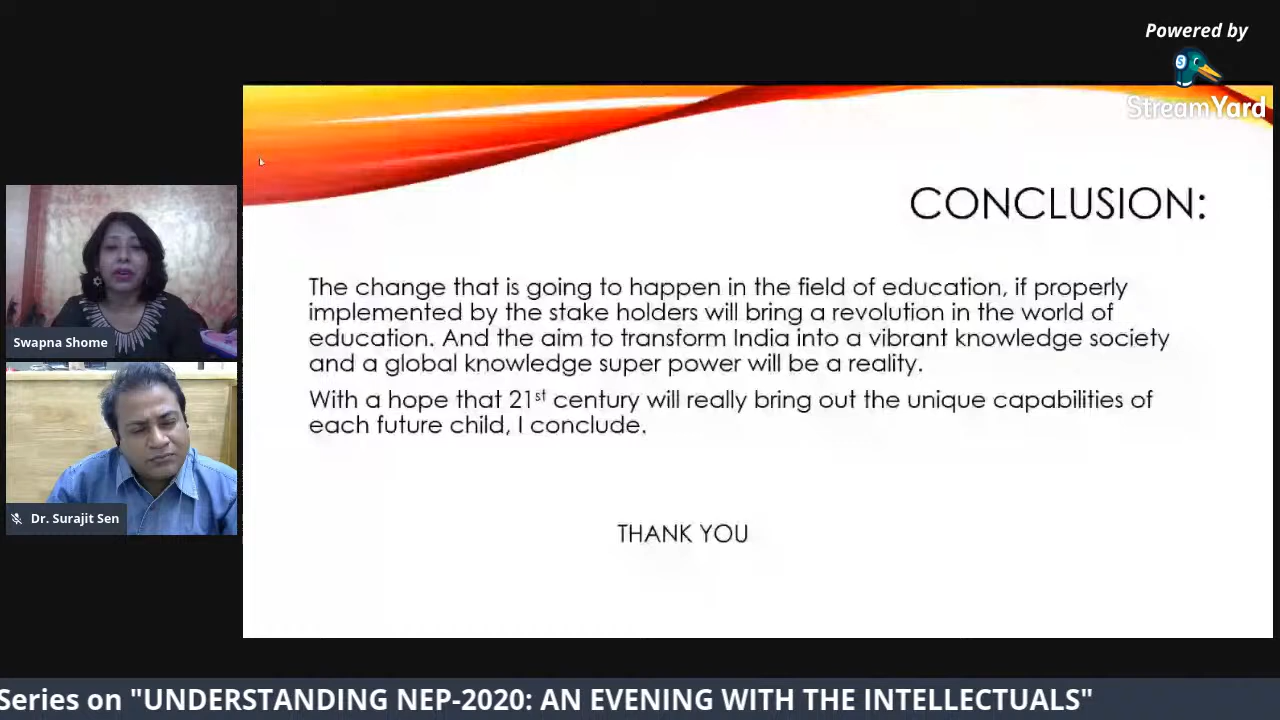 Powered by
StreamYard
CONCLUSION:
The change that is going to happen in the field of education, if properly
implemented by the stake holders will bring a revolution in the world of
education. And the aim to transform India into a vibrant knowledge society
and a global knowledge super power will be a reality.
With a hope that 21st century will really bring out the unique capabilities of
each future child, I conclude.
THANK YOU
Swapna Shome
Dr. Surajit Sen
Series on "UNDERSTANDING NEP-2020: AN EVENING WITH THE INTELLECTUALS"